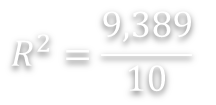 R² = 9,389/10